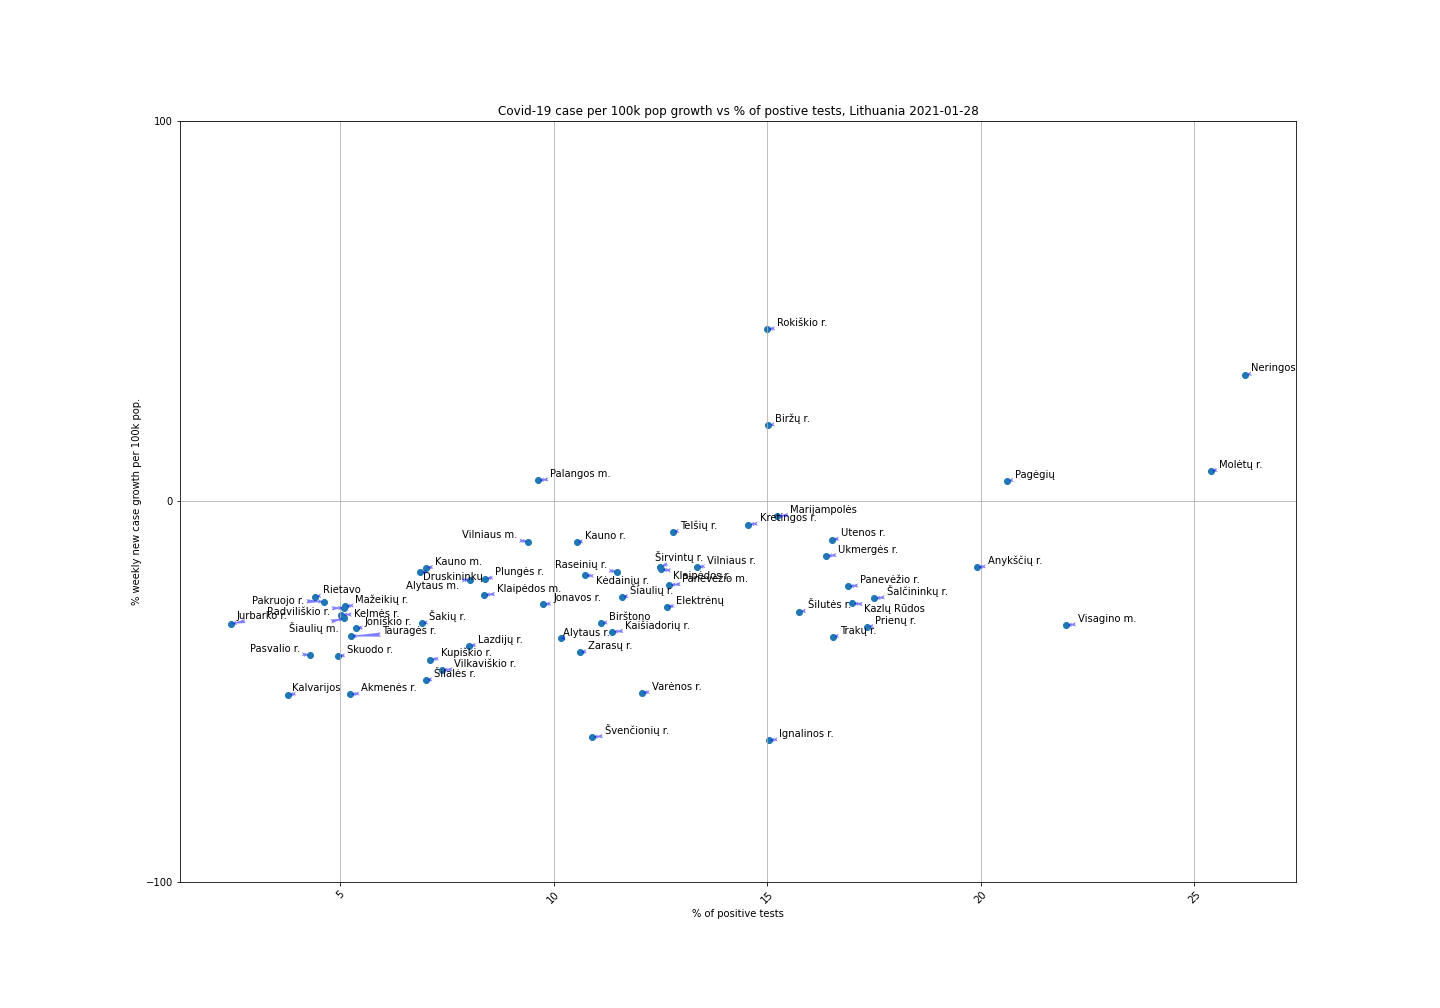 Covid-19 case per 100k pop growth vs % of postive tests, Lithuania 2021-01-28
100
Rokiškio r.
Neringos
Biržų r.
Molėtų r.
Palangos m.
Pagėgių
0
Marijampolės
Kretingos r.
Telšių r.
Vilniaus m.
Kauno r.
Utenos r.
Ukmergės r.
Širvintų r.
Kauno m.
Raseinių r.
Vilniaus r.
Anykščių r.
Druskininkų
Plungės r.
Klaipėdos r.
Panevėžio m.
Alytaus m.
Kėdainių r.
Panevėžio r.
Rietavo
Klaipėdos m.
Šiaulių r.
Šalčininkų r.
Pakruojo r.
Mažeikių r.
Jonavos r.
Elektrėnų
Šilutės r.
Kazlų Rūdos
Radviliškio r.
Kelmės r.
Jurbarko r.
Joniškio r.
Šakių r.
Birštono
Prienų r.
Visagino m.
Šiaulių m.
Tauragės r.
Alytaus r.
Kaišiadorių r.
Trakų r.
Pasvalio r.
Skuodo r.
Lazdijų r.
Zarasų r.
Kupiškio r.
Vilkaviškio r.
Šilalės r.
Kalvarijos
Akmenės r.
Varėnos r.
Švenčionių r.
Ignalinos r.
−100
5
10
15
20
25
% of positive tests
% weekly new case growth per 100k pop.